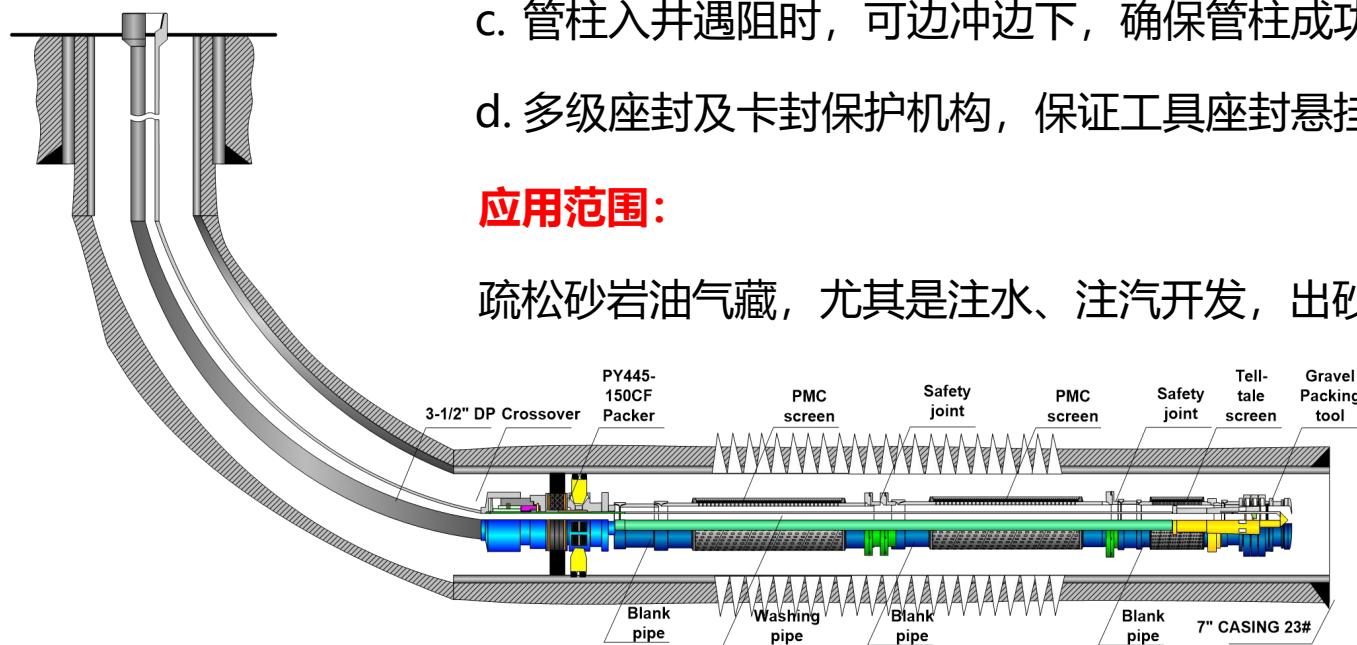 c. 管柱入井遇阻时，可边冲边下，确保管柱成功
d. 多级座封及卡封保护机构，保证工具座封悬挂
应用范围：
疏松砂岩油气藏，尤其是注水、注汽开发，出砂
3-1/2" DP
Crossover
PY445-
150CF
Packer
PMC
screen
Safety
joint
PMC
screen
Safety
joint
Tell-
tale
screen
Gravel
Packing
tool
Blank
pipe
Washing
pipe
Blank
pipe
Blank
pipe
7" CASING 23#